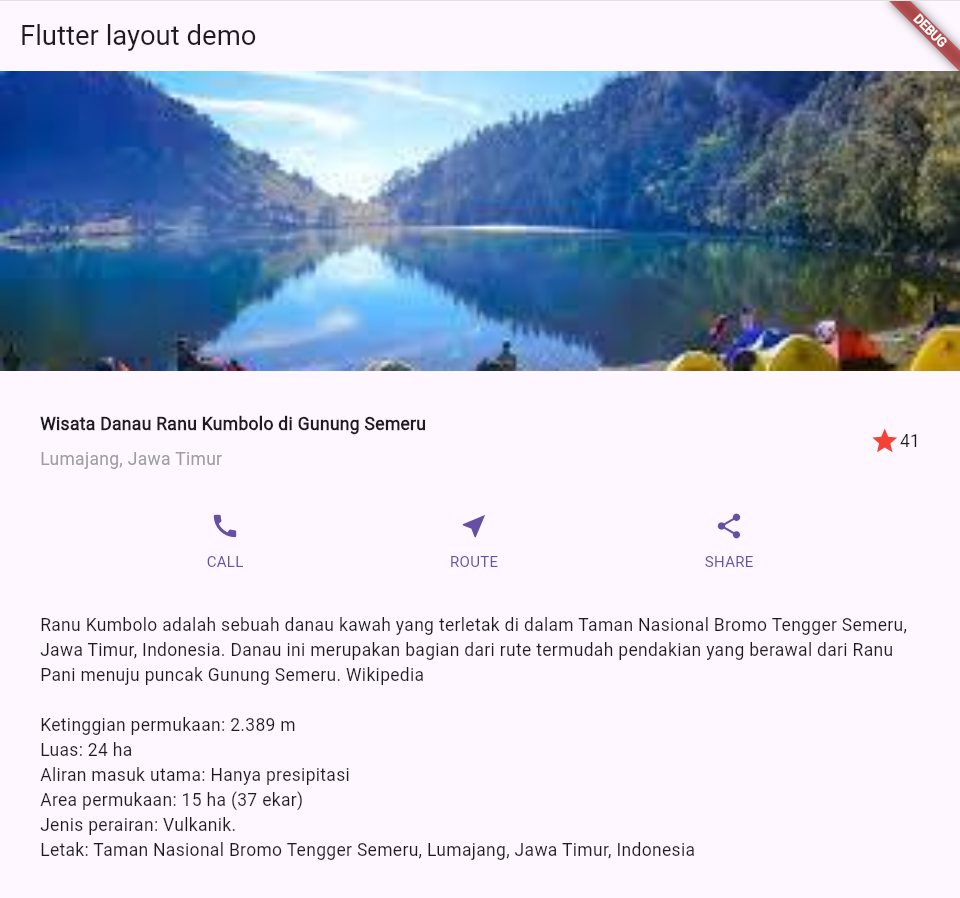 Flutter layout demo
DEBUG
Wisata Danau Ranu Kumbolo di Gunung Semeru
Lumajang, Jawa Timur
41
CALL
ROUTE
SHARE
Ranu Kumbolo adalah sebuah danau kawah yang terletak di dalam Taman Nasional Bromo Tengger Semeru,
Jawa Timur, Indonesia. Danau ini merupakan bagian dari rute termudah pendakian yang berawal dari Ranu
Pani menuju puncak Gunung Semeru. Wikipedia
Ketinggian permukaan: 2.389 m
Luas: 24 ha
Aliran masuk utama: Hanya presipitasi
Area permukaan: 15 ha (37 ekar)
Jenis perairan: Vulkanik.
Letak: Taman Nasional Bromo Tengger Semeru, Lumajang, Jawa Timur, Indonesia